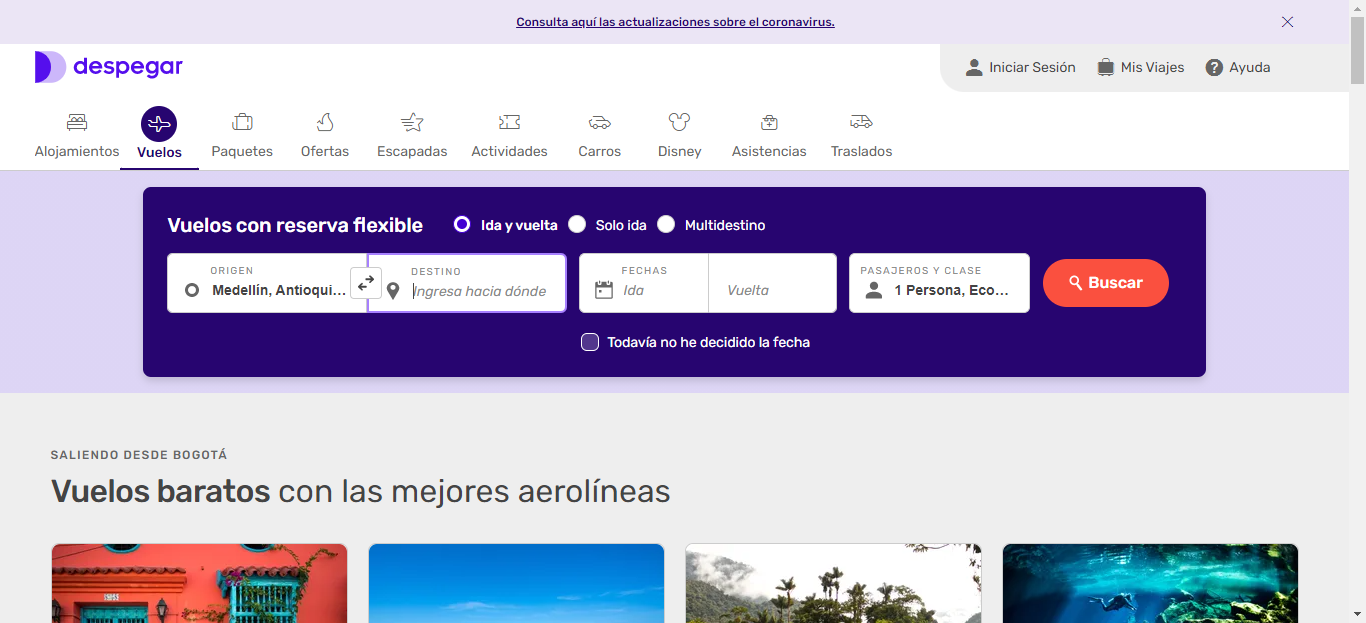 Consulta aquí las actualizaciones sobre el coronavirus.
despegar
Iniciar Sesión
Mis Viajes
Ayuda
Alojamientos
Vuelos
Paquetes
Ofertas
Escapadas
Actividades
Carros
Disney
Asistencias
Traslados
Vuelos con reserva flexible
Ida y vuelta
Solo ida
Multidestino
ORIGEN
Medellín, Antioqui...
DESTINO
Ingresa hacia dónde
FECHAS
Ida
Vuelta
PASAJEROS Y CLASE
1 Persona, Eco...
Buscar
Todavía no he decidido la fecha
SALIENDO DESDE BOGOTÁ
Vuelos baratos con las mejores aerolíneas